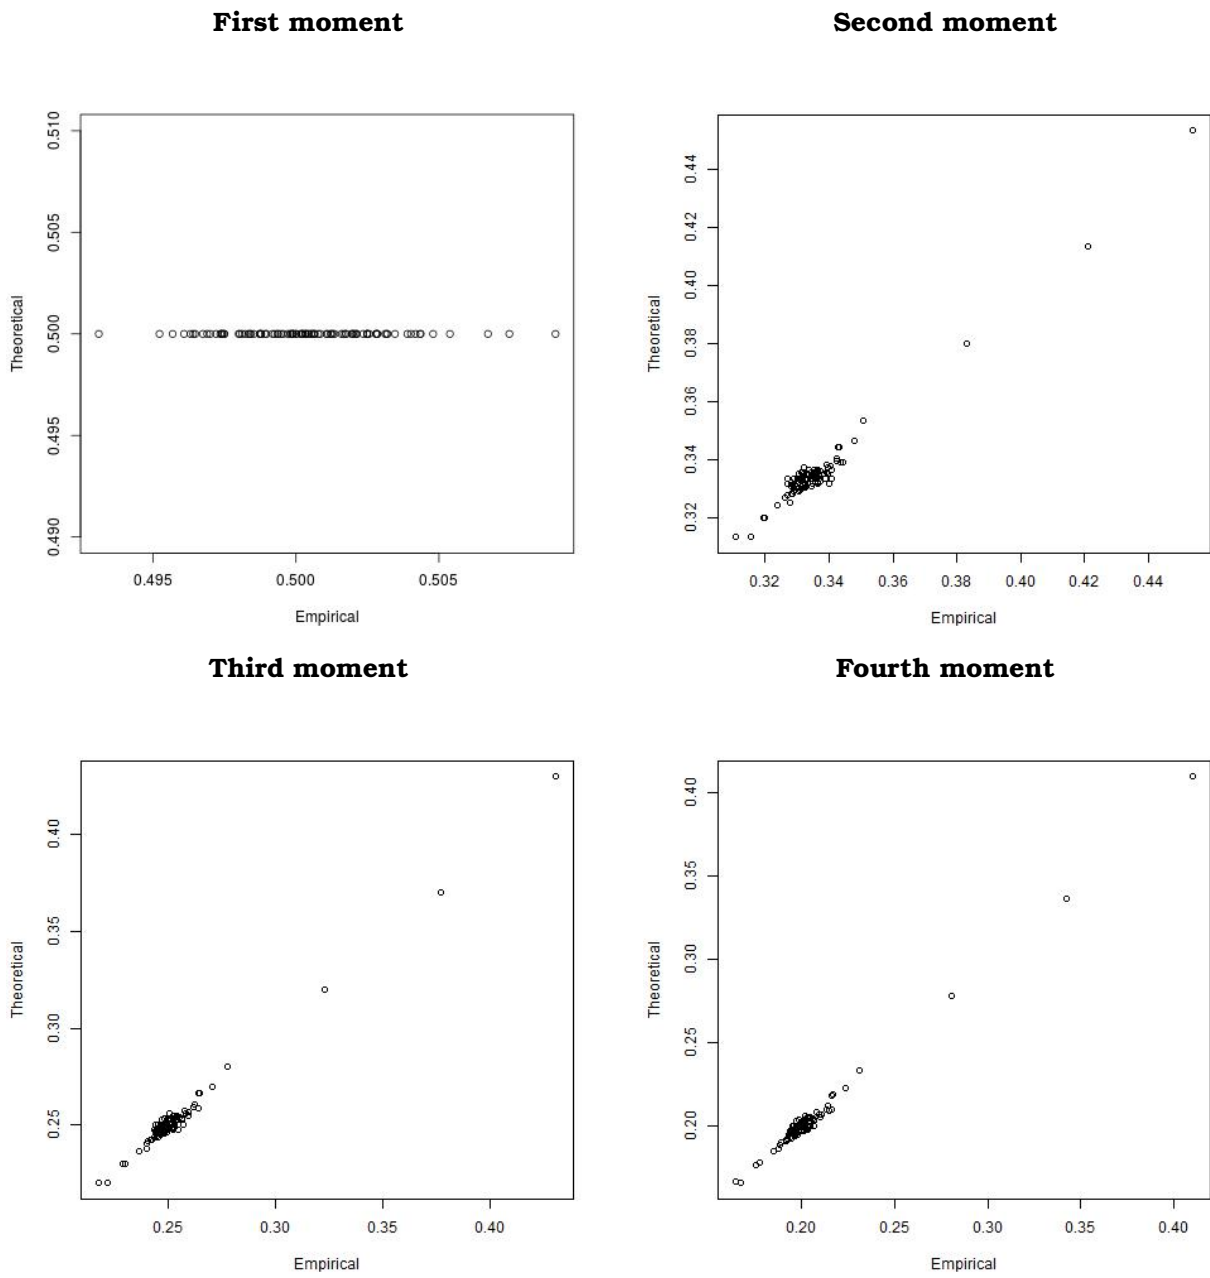 First moment
Second moment
0.490 0.495 0.500 0.505 0.510
Theoretical
0.495 0.500 0.505
Empirical
0.32 0.34 0.36 0.38 0.40 0.42 0.44
Theoretical
0.32 0.34 0.36 0.38 0.40 0.42 0.44
Empirical
Third moment
Fourth moment
0.25 0.30 0.35 0.40
Theoretical
0.25 0.30 0.35 0.40
Empirical
0.20 0.25 0.30 0.35 0.40
Theoretical
0.20 0.25 0.30 0.35 0.40
Empirical